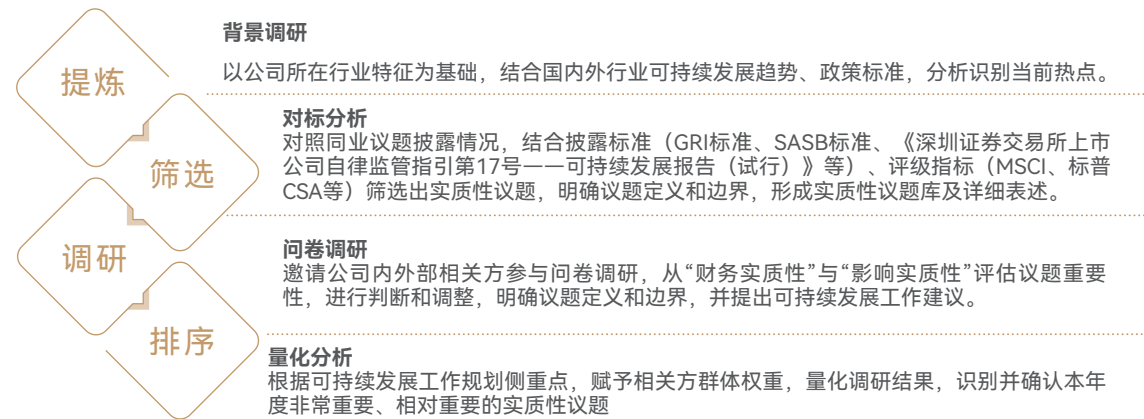 提炼
背景调研
以公司所在行业特征为基础，结合国内外行业可持续发展趋势、政策标准，分析识别当前热点。
筛选
对标分析
对照同业议题披露情况，结合披露标准（GRI标准、SASB标准、《深圳证券交易所上市
公司自律监管指引第17号——可持续发展报告（试行）》等）、评级指标（MSCI、标普
CSA等）筛选出实质性议题，明确议题定义和边界，形成实质性议题库及详细表述。
调研
问卷调研
邀请公司内外部相关方参与问卷调研，从“财务实质性”与“影响实质性”评估议题重要
性，进行判断和调整，明确议题定义和边界，并提出可持续发展工作建议。
排序
量化分析
根据可持续发展工作规划侧重点，赋予相关方群体权重，量化调研结果，识别并确认本年
度非常重要、相对重要的实质性议题